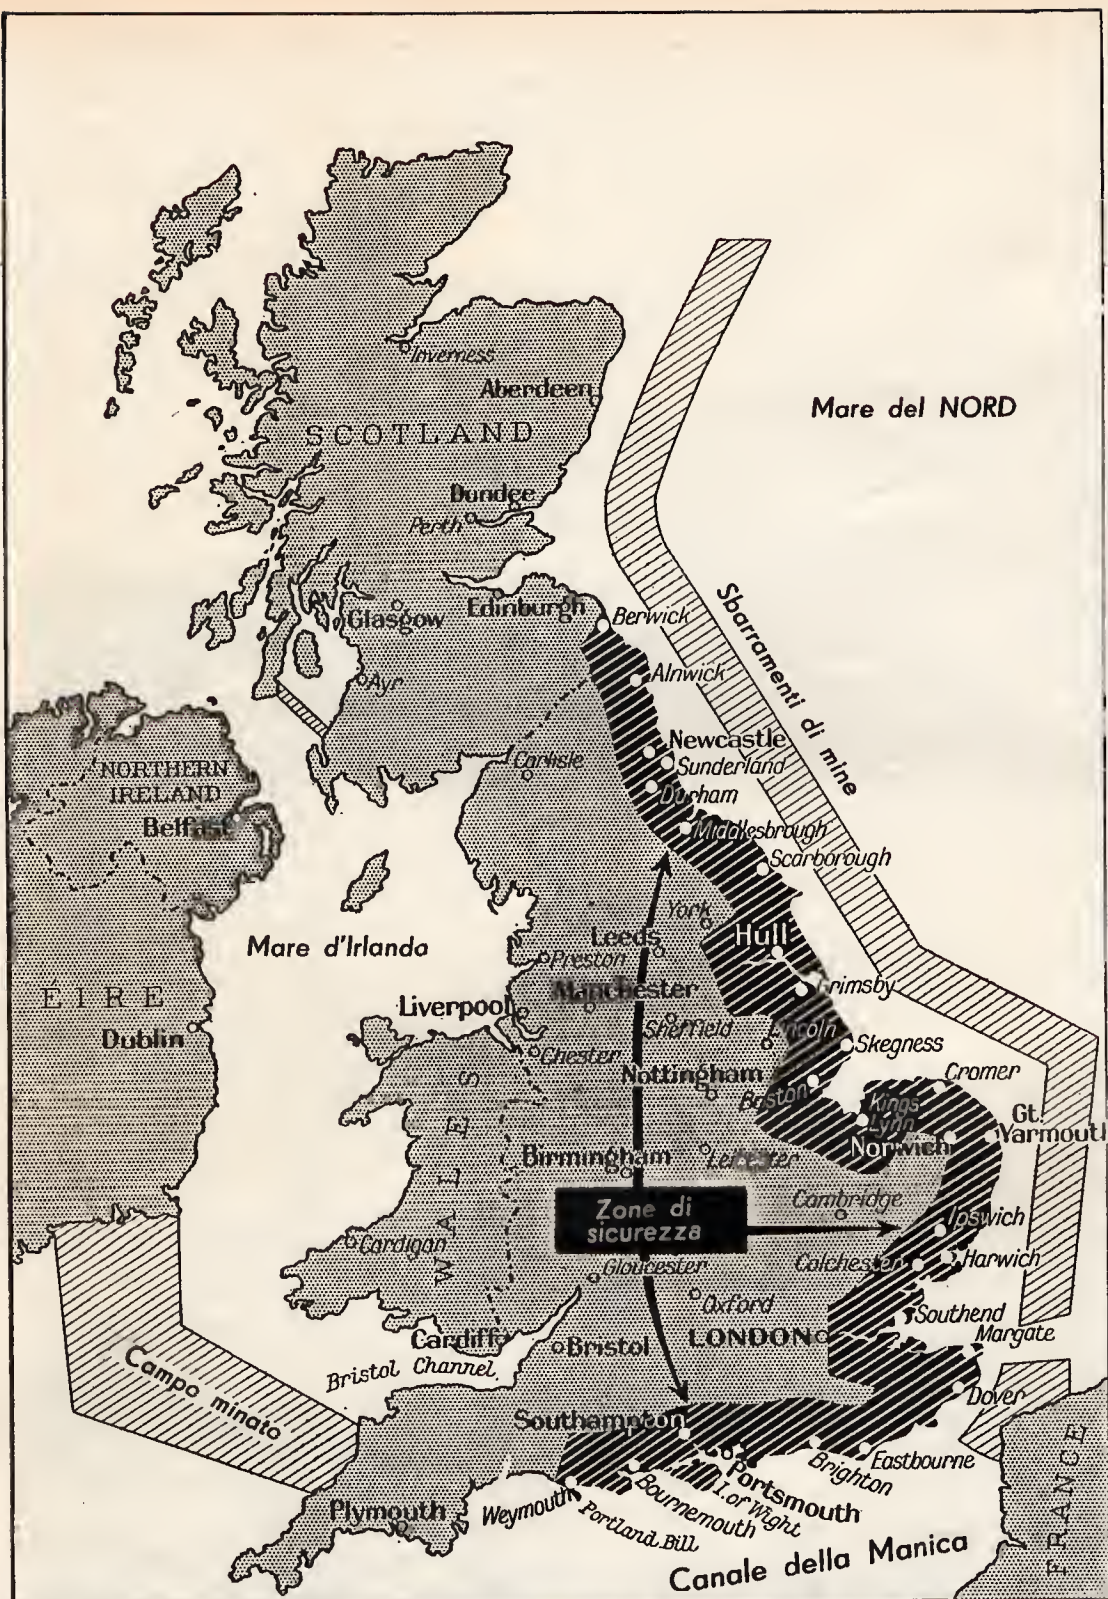 Inverness
Aberdeen
Mare del NORD
SCOTLAND
Dundee
Perth
Edinburgh
Glasgow
Berwick
Sbarramenti di mine
Ayr
Alnwick
Newcastle
Carlisle
Sunderland
NORTHERN
IRELAND
Durham
Belfast
Middlesbrough
Scarborough
York
Mare d'Irlanda
Leeds
Hull
Preston
EIRE
Manchester
Grimsby
Liverpool
Dublin
Sheffield
Lincoln
Skegness
Chester
Nottingham
Cromer
WALES
Boston
Kings
Lynn
Gt.
Yarmouth
Norwich
Birmingham
Leicester
Zone di
sicurezza
Cambridge
Ipswich
Cardigan
Colchester
Harwich
Gloucester
Oxford
Southend
Cardiff
Bristol
LONDON
Margate
Bristol Channel
Campo minato
Dover
Southampton
Brighton
Eastbourne
FRANCE
Plymouth
Weymouth
Portland Bill
Bournemouth
I. of Wight
Portsmouth
Canale della Manica